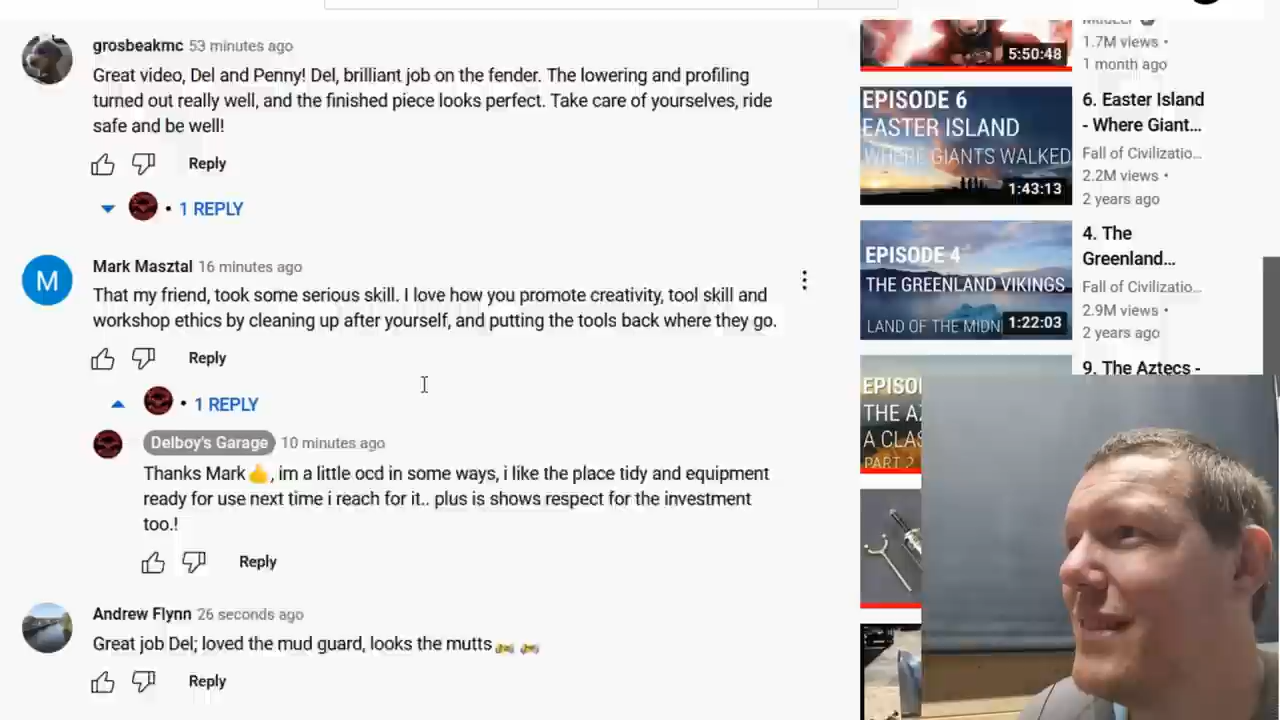 grosbeakmc 53 minutes ago
Great video, Del and Penny! Del, brilliant job on the fender. The lowering and profiling
turned out really well, and the finished piece looks perfect. Take care of yourselves, ride
safe and be well!
Reply
• 1 REPLY
M
Mark Masztal 16 minutes ago
That my friend, took some serious skill. I love how you promote creativity, tool skill and
workshop ethics by cleaning up after yourself, and putting the tools back where they go.
Reply
• 1 REPLY
Delboy's Garage 10 minutes ago
Thanks Mark👍, im a little ocd in some ways, i like the place tidy and equipment
ready for use next time i reach for it.. plus is shows respect for the investment
too.!
Reply
Andrew Flynn 26 seconds ago
Great job Del; loved the mud guard, looks the mutts
Reply
5:50:48
1.7M views •
1 month ago
EPISODE 6
EASTER ISLAND
WHERE GIANTS WALKED
1:43:13
6. Easter Island
- Where Giant...
Fall of Civilizatio...
2.2M views •
2 years ago
EPISODE 4
THE GREENLAND VIKINGS
LAND OF THE MIDN
1:22:03
4. The
Greenland...
Fall of Civilizatio...
2.9M views •
2 years ago
EPISO
THE A
A CLAS
PART 2
9. The Aztecs -